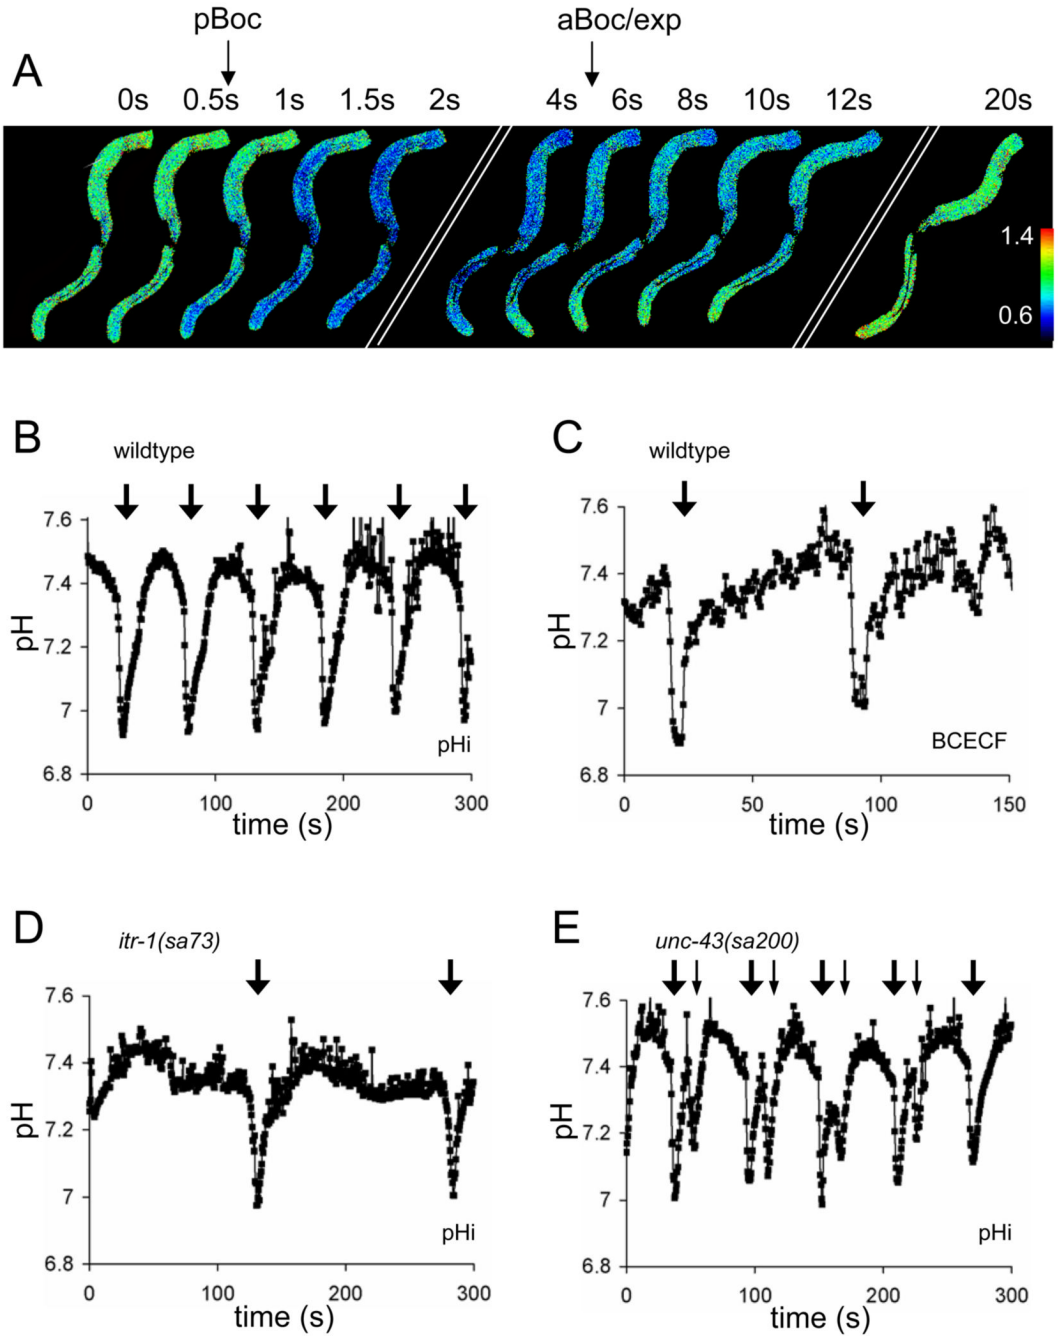 pBoc aBoc/exp
A
0s 0.5s 1s 1.5s 2s 4s 6s 8s 10s 12s 20s
1.4
0.6
B
wildtype
7.6
7.4
7.2
7
6.8
pH
pHi
0 100 200 300
time (s)
C
wildtype
7.6
7.4
7.2
7
6.8
pH
BCECF
0 50 100 150
time (s)
D
itr-1(sa73)
7.6
7.4
7.2
7
6.8
pH
pHi
0 100 200 300
time (s)
E
unc-43(sa200)
7.6
7.4
7.2
7
6.8
pH
pHi
0 100 200 300
time (s)